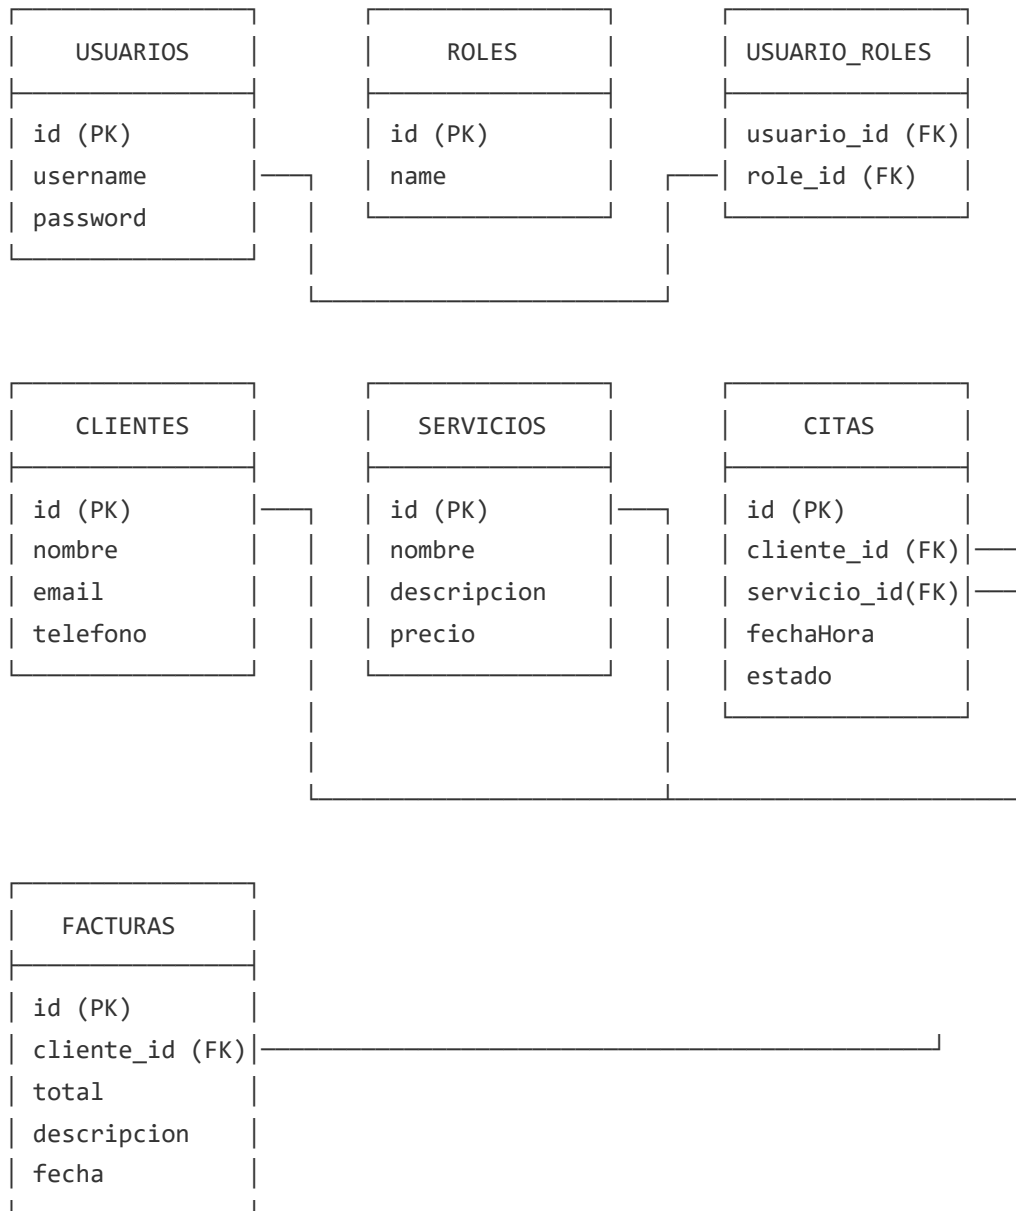 USUARIOS
id (PK)
username
password
ROLES
id (PK)
name
USUARIO_ROLES
usuario_id (FK)
role_id (FK)
CLIENTES
id (PK)
nombre
email
telefono
SERVICIOS
id (PK)
nombre
descripcion
precio
CITAS
id (PK)
cliente_id (FK)
servicio_id(FK)
fechaHora
estado
FACTURAS
id (PK)
cliente_id (FK)
total
descripcion
fecha